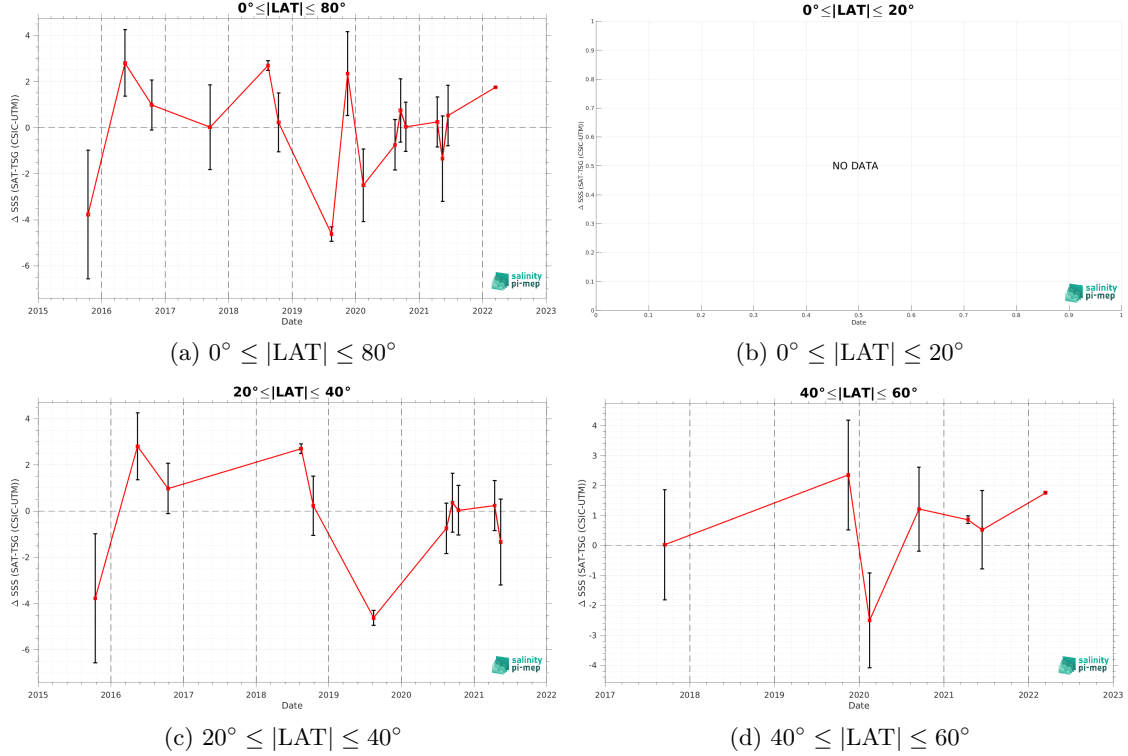 0°≤|LAT|≤ 80°
Δ SSS (SAT-TSG (CSIC-UTM))
4
2
0
-2
-4
-6
2015 2016 2017 2018 2019 2020 2021 2022 2023
Date
salinity
pi-mep
(a) 0° ≤ |LAT| ≤ 80°
0°≤|LAT|≤ 20°
Δ SSS (SAT-TSG (CSIC-UTM))
1
0.9
0.8
0.7
0.6
0.5
0.4
0.3
0.2
0.1
0
NO DATA
0 0.1 0.2 0.3 0.4 0.5 0.6 0.7 0.8 0.9 1
Date
salinity
pi-mep
(b) 0° ≤ |LAT| ≤ 20°
20°≤|LAT|≤ 40°
Δ SSS (SAT-TSG (CSIC-UTM))
4
2
0
-2
-4
-6
2015 2016 2017 2018 2019 2020 2021 2022
Date
salinity
pi-mep
(c) 20° ≤ |LAT| ≤ 40°
40°≤|LAT|≤ 60°
Δ SSS (SAT-TSG (CSIC-UTM))
4
3
2
1
0
-1
-2
-3
-4
2017 2018 2019 2020 2021 2022 2023
Date
salinity
pi-mep
(d) 40° ≤ |LAT| ≤ 60°